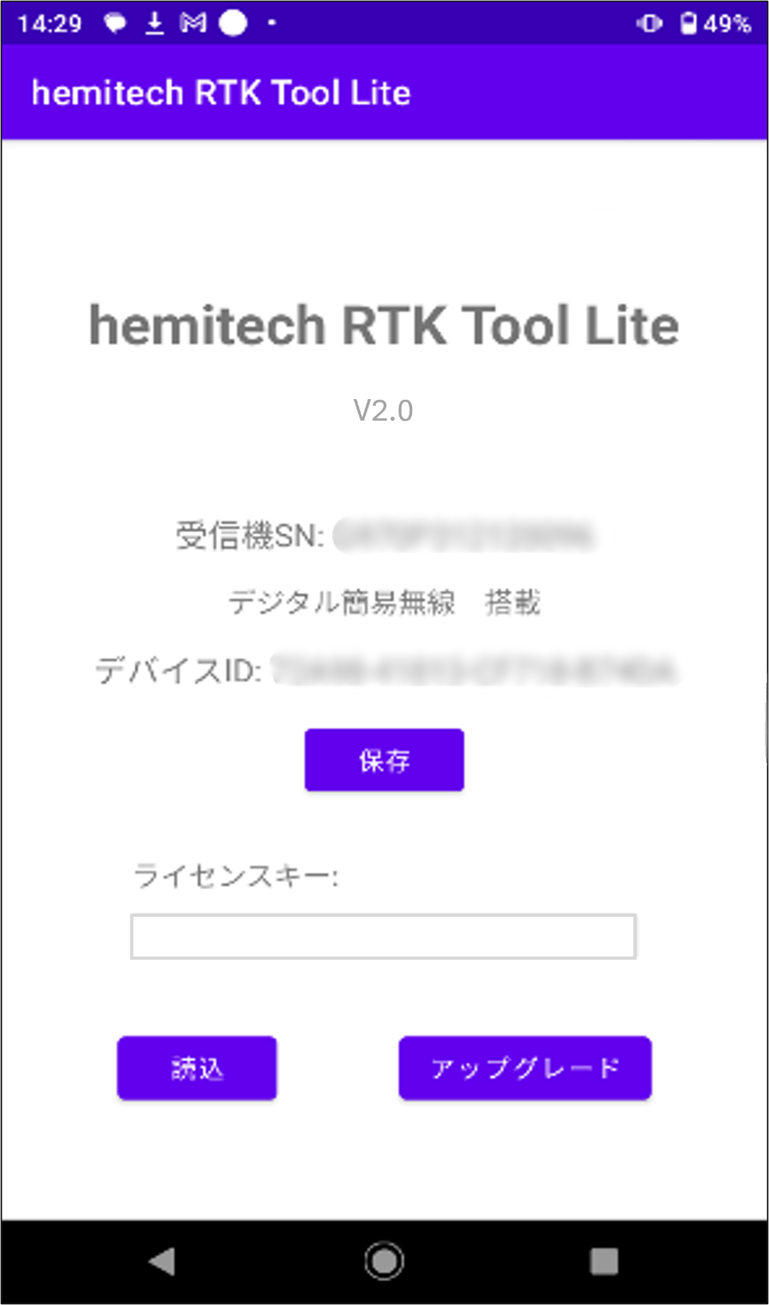 14:29
49%
hemitech RTK Tool Lite
hemitech RTK Tool Lite
V2.0
受信機SN:
デジタル簡易無線　搭載
デバイスID:
保存
ライセンスキー:
読込
アップグレード